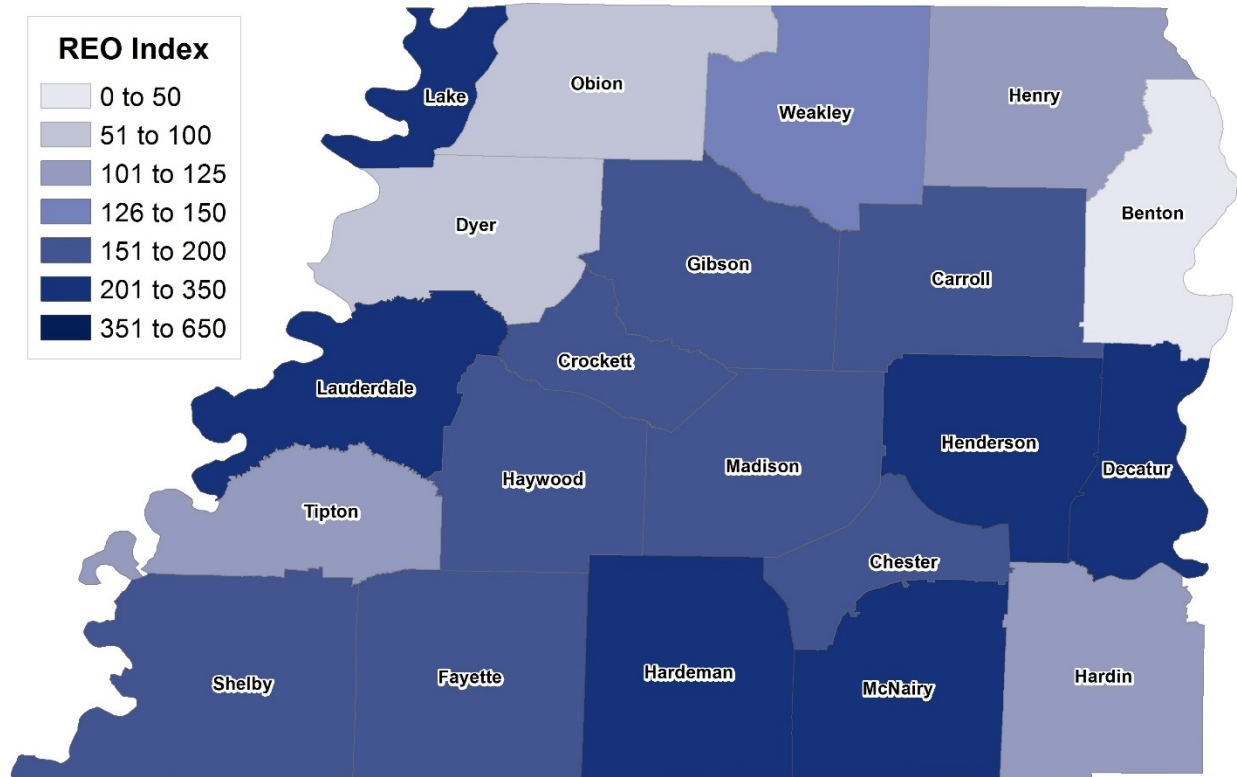 REO Index
0 to 50
51 to 100
101 to 125
126 to 150
151 to 200
201 to 350
351 to 650
Lake
Obion
Weakley
Henry
Benton
Dyer
Gibson
Carroll
Crockett
Lauderdale
Henderson
Decatur
Haywood
Madison
Tipton
Chester
Shelby
Fayette
Hardeman
McNairy
Hardin